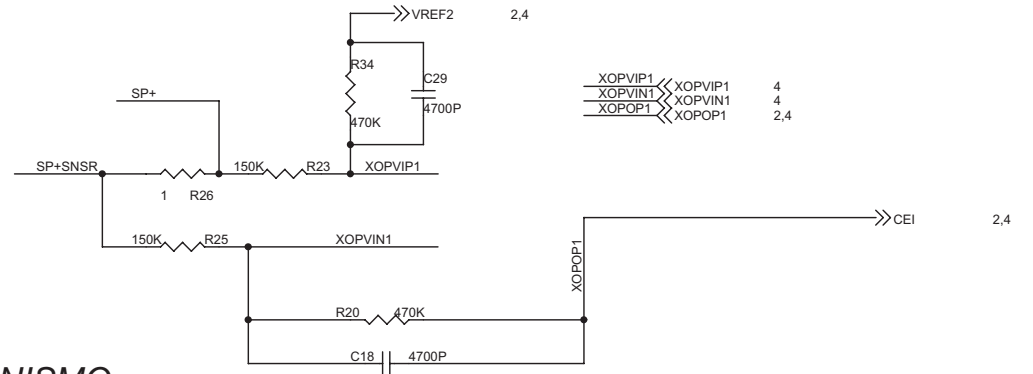 VREF2 2,4
R34
C29
4700P
470K
XOPVIP1 XOPVIP1 4
XOPVIN1 XOPVIN1 4
XOPOP1 XOPOP1 2,4
SP+
SP+SNSR
150K R23 XOPVIP1
1 R26
CEI 2,4
150K R25 XOPVIN1
XOPOP1
R20 470K
C18 4700P